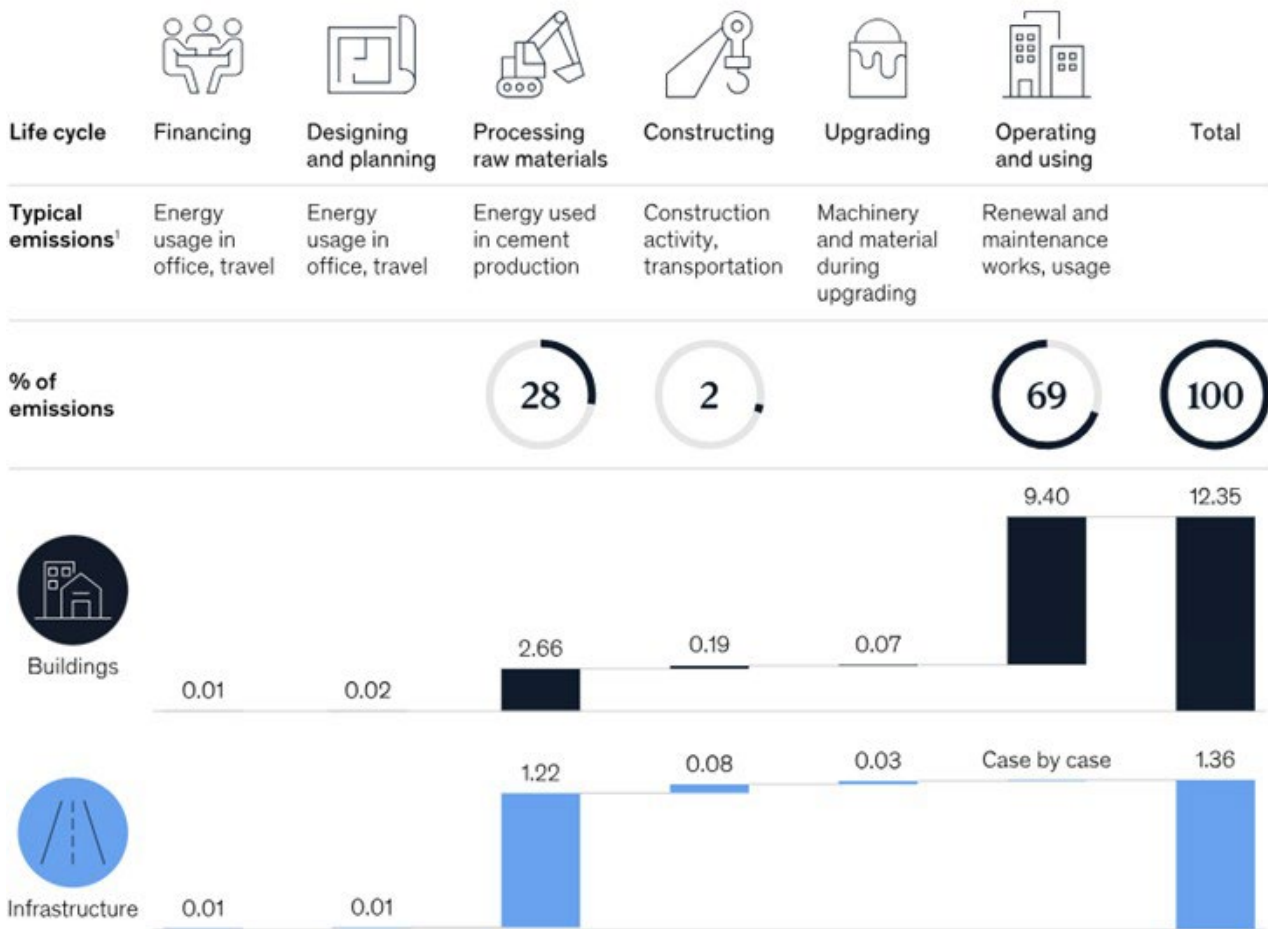 Life cycle Financing Designing and planning Processing raw materials Constructing Upgrading Operating and using Total
Typical emissions¹ Energy usage in office, travel Energy usage in office, travel Energy used in cement production Construction activity, transportation Machinery and material during upgrading Renewal and maintenance works, usage
% of emissions 28 2 69 100
Buildings 0.01 0.02 2.66 0.19 0.07 9.40 12.35
Infrastructure 0.01 0.01 1.22 0.08 0.03 Case by case 1.36